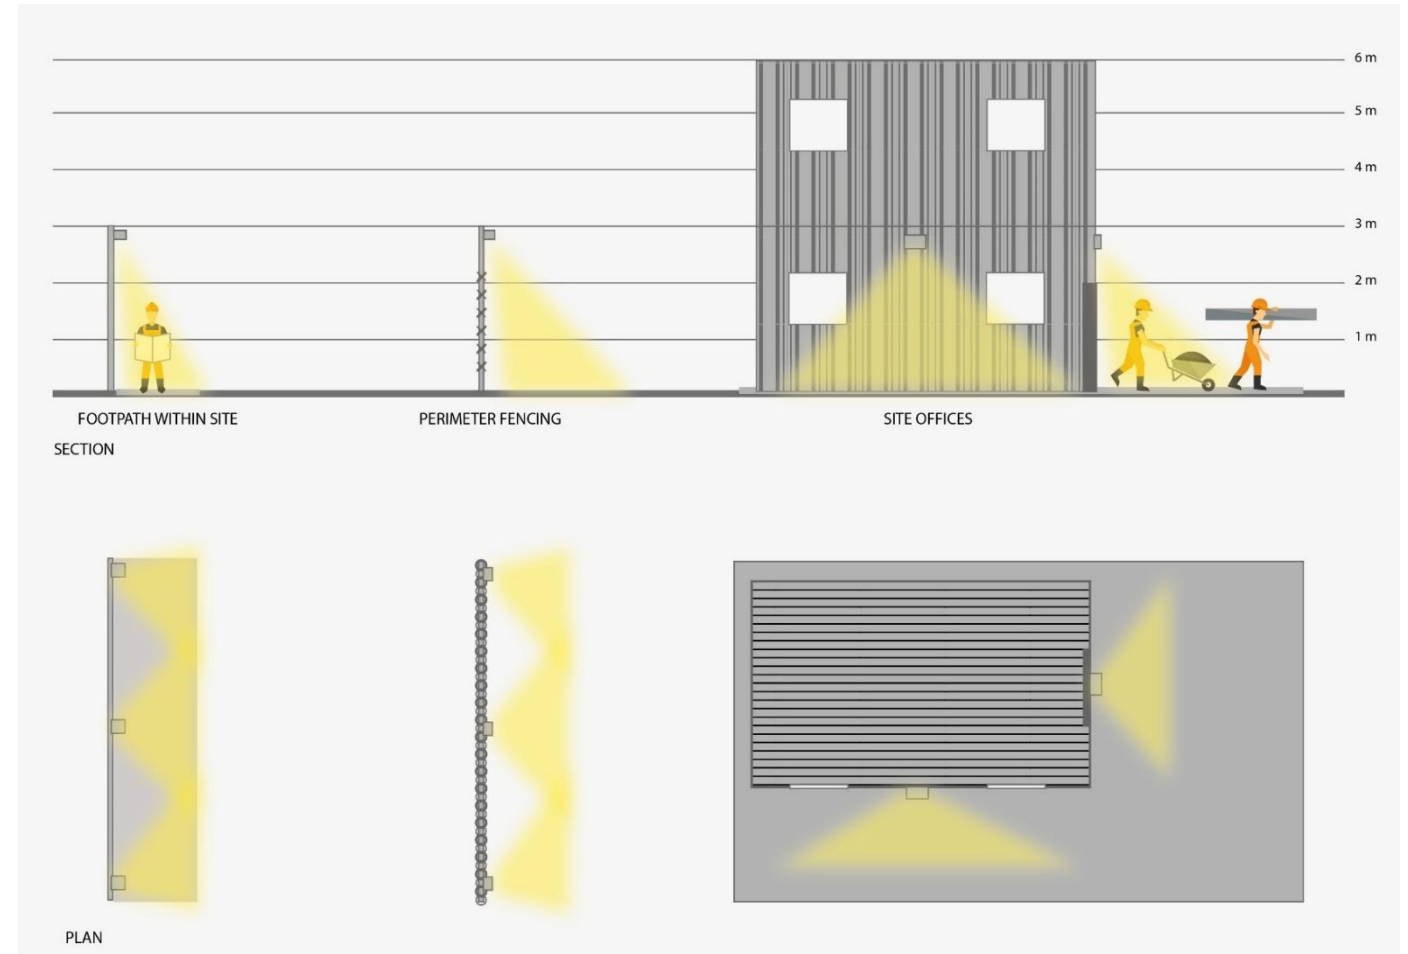 6 m
5 m
4 m
3 m
2 m
1 m
FOOTPATH WITHIN SITE
PERIMETER FENCING
SITE OFFICES
SECTION
PLAN